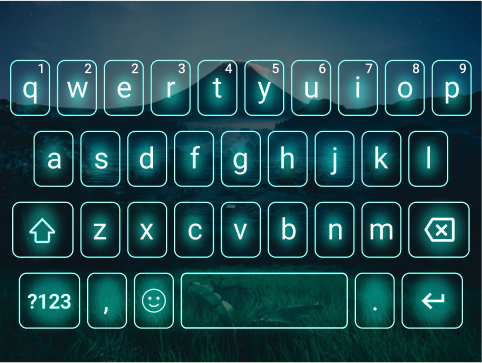 1 2 2 3 4 5 6 7 8 9
q w e r t y u i o p
a s d f g h j k l
z x c v b n m
?123 , .